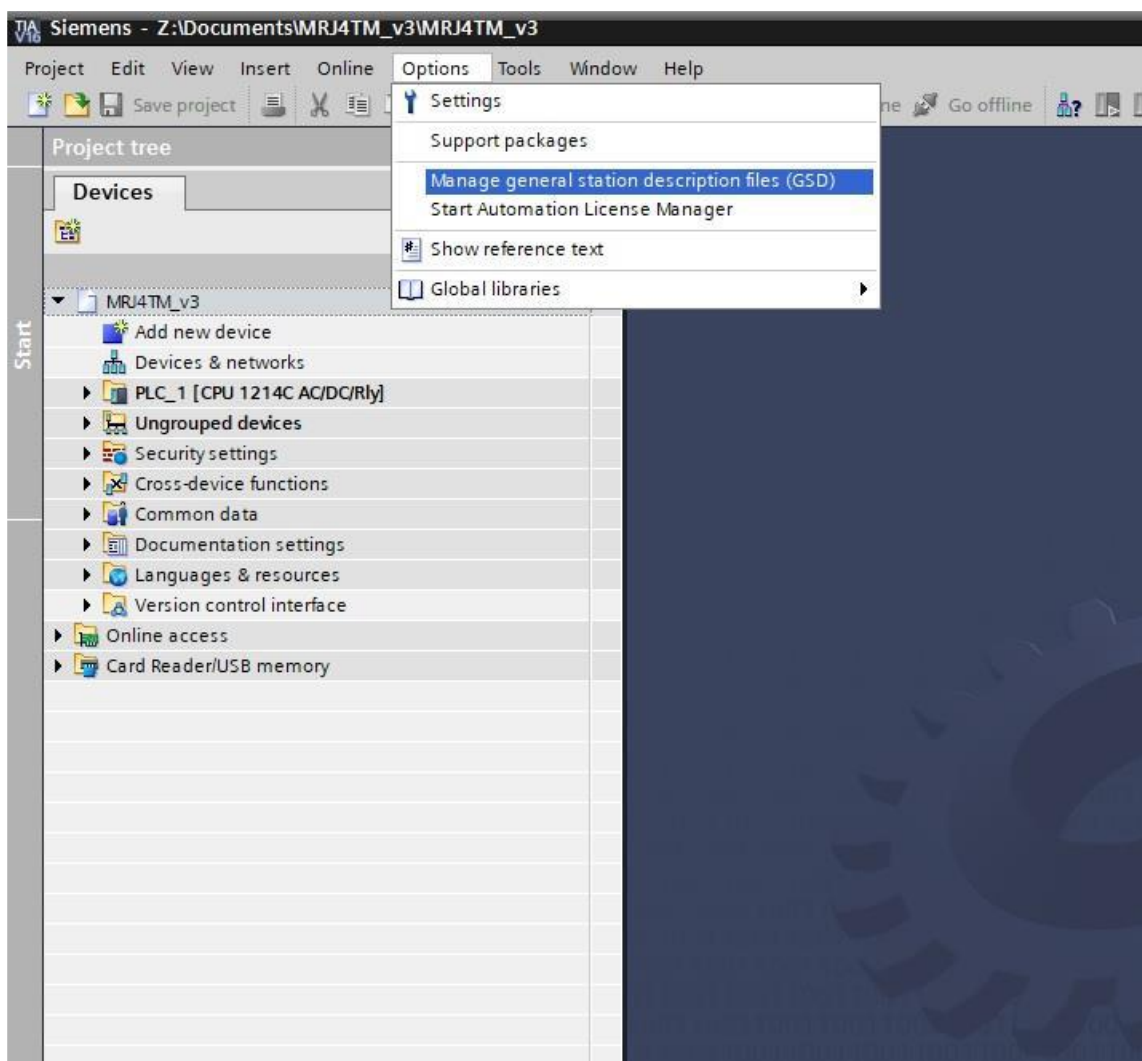 TIA V16 Siemens - Z:\Documents\MRJ4TM_v3\MRJ4TM_v3
Project Edit View Insert Online Options Tools Window Help
Save project ne Go offline
Settings
Support packages
Manage general station description files (GSD)
Start Automation License Manager
Show reference text
Global libraries
Start
Project tree
Devices
MRJ4TM_v3
Add new device
Devices & networks
PLC_1 [CPU 1214C AC/DC/Rly]
Ungrouped devices
Security settings
Cross-device functions
Common data
Documentation settings
Languages & resources
Version control interface
Online access
Card Reader/USB memory